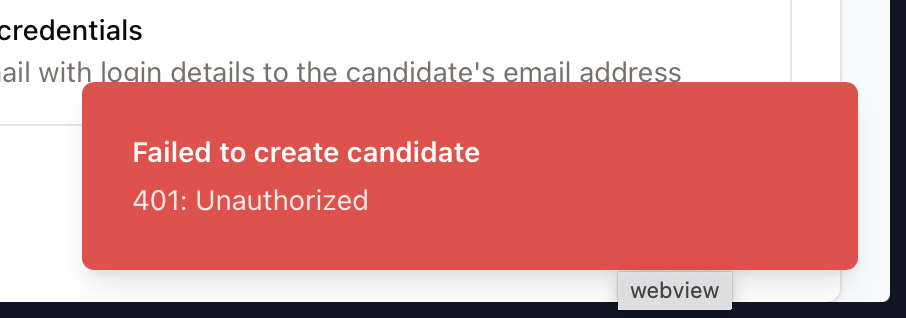 credentials
ail with login details to the candidate's email address
Failed to create candidate
401: Unauthorized
webview